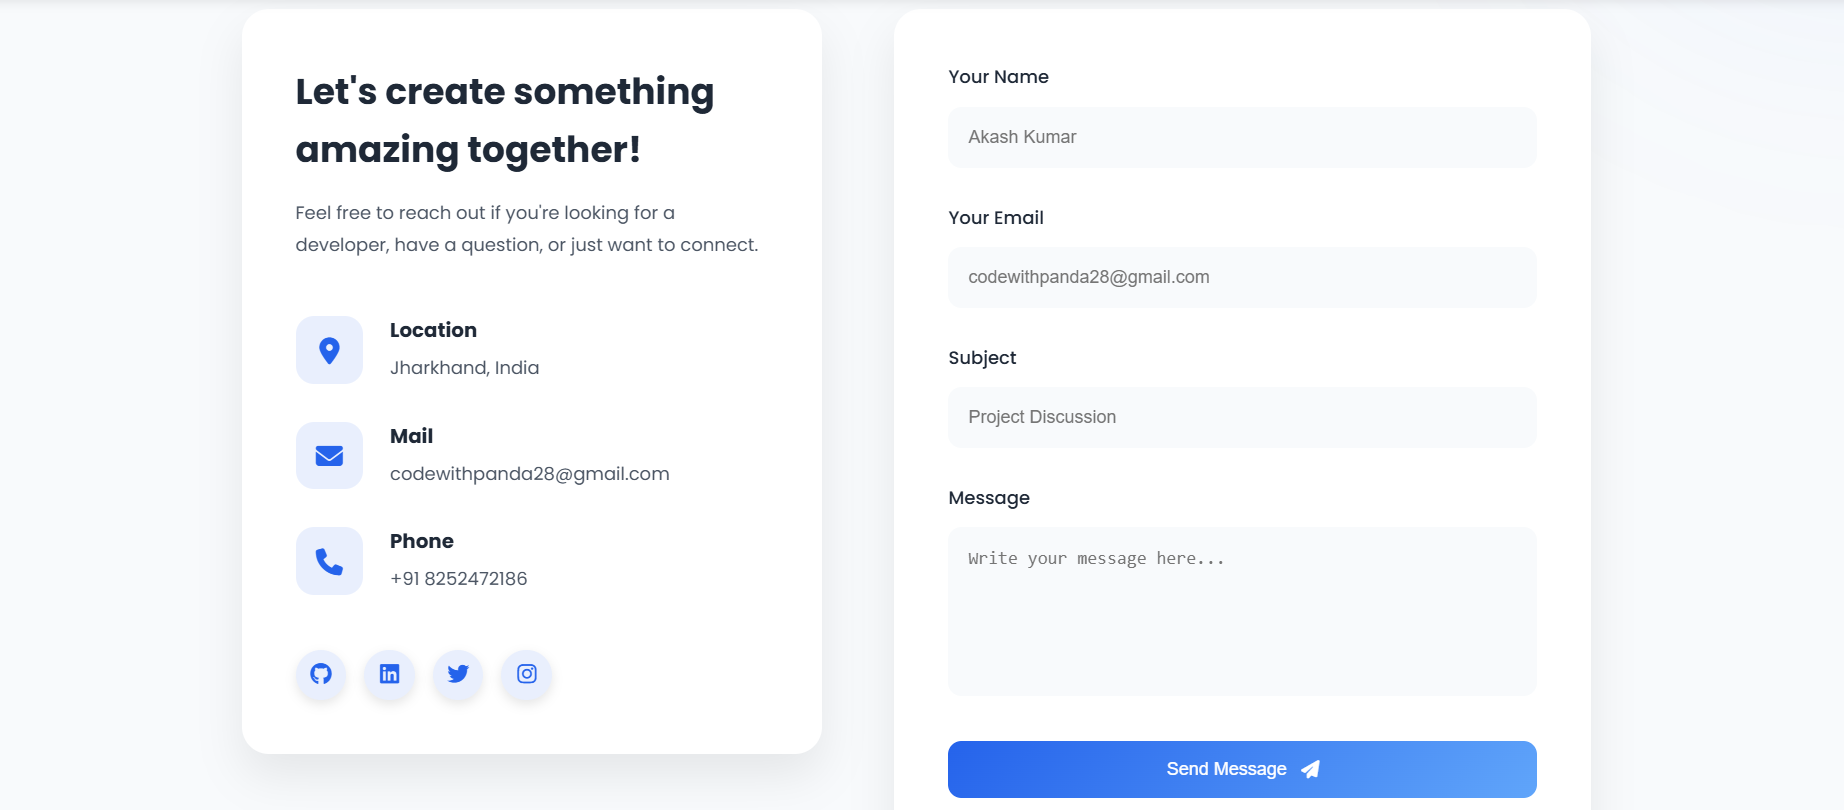 Let's create something
amazing together!
Feel free to reach out if you're looking for a
developer, have a question, or just want to connect.
Location
Jharkhand, India
Mail
codewithpanda28@gmail.com
Phone
+91 8252472186
Your Name
Akash Kumar
Your Email
codewithpanda28@gmail.com
Subject
Project Discussion
Message
Write your message here...
Send Message